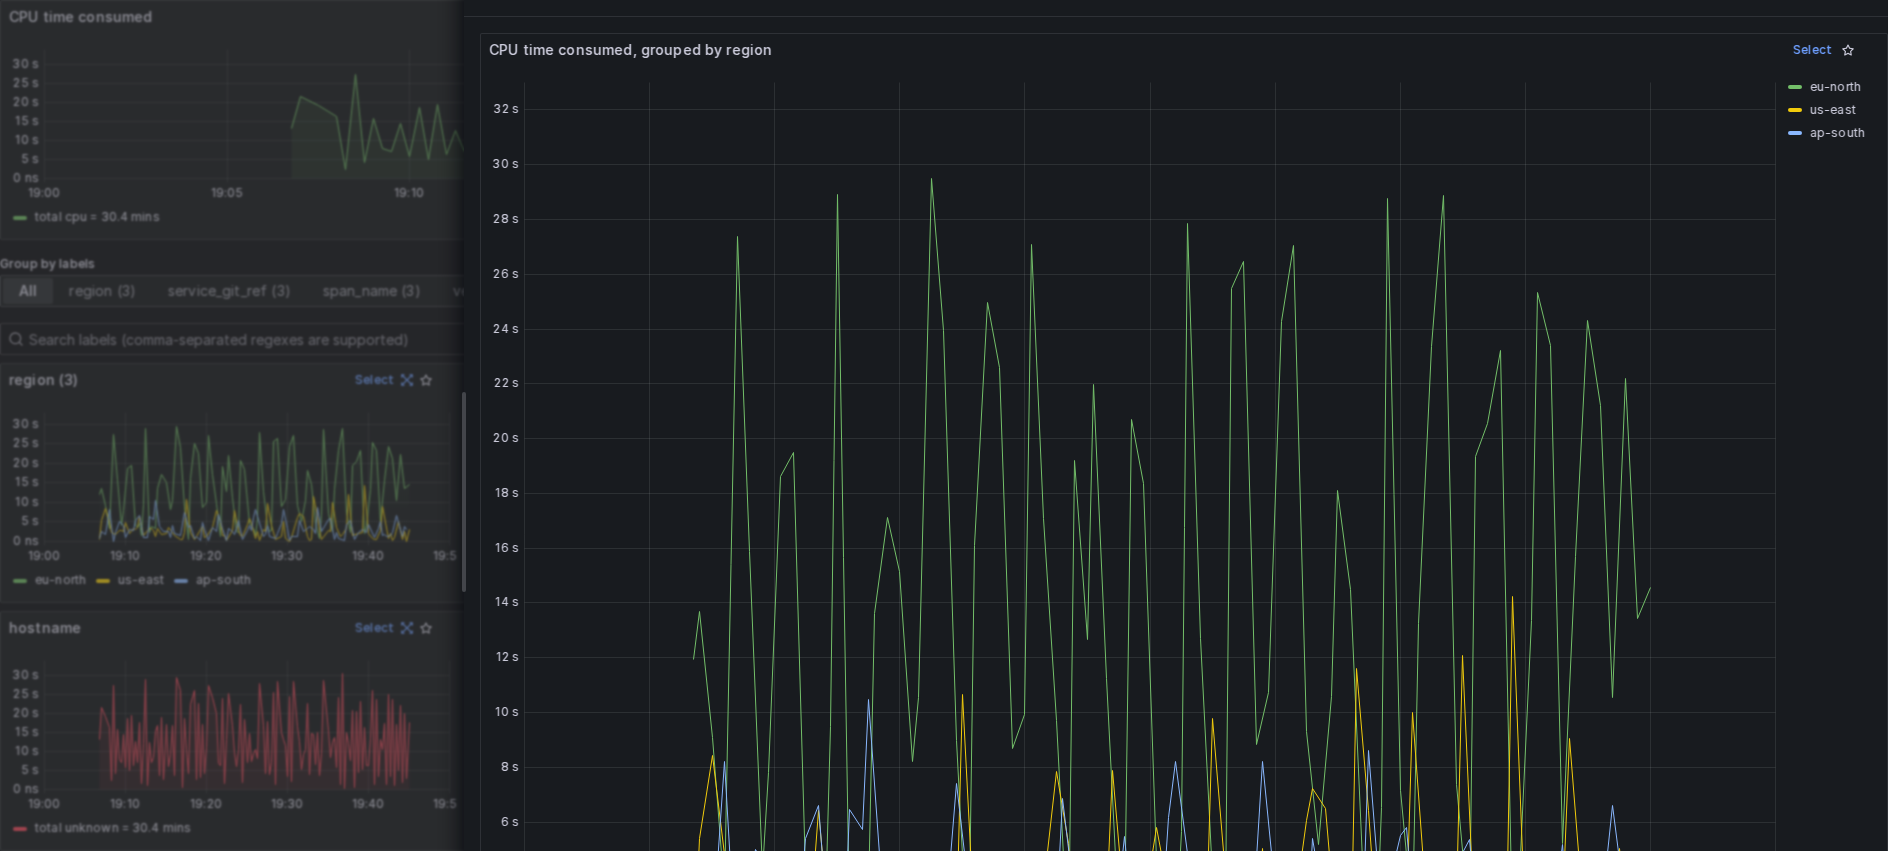 CPU time consumed
30 s
25 s
20 s
15 s
10 s
5 s
0 ns
19:00 19:05 19:10
total cpu = 30.4 mins
Group by labels
All region (3) service_git_ref (3) span_name (3)
Search labels (comma-separated regexes are supported)
region (3) Select
30 s
25 s
20 s
15 s
10 s
5 s
0 ns
19:00 19:10 19:20 19:30 19:40 19:5
eu-north us-east ap-south
hostname Select
30 s
25 s
20 s
15 s
10 s
5 s
0 ns
19:00 19:10 19:20 19:30 19:40 19:5
total unknown = 30.4 mins
CPU time consumed, grouped by region Select
32 s
30 s
28 s
26 s
24 s
22 s
20 s
18 s
16 s
14 s
12 s
10 s
8 s
6 s
eu-north
us-east
ap-south